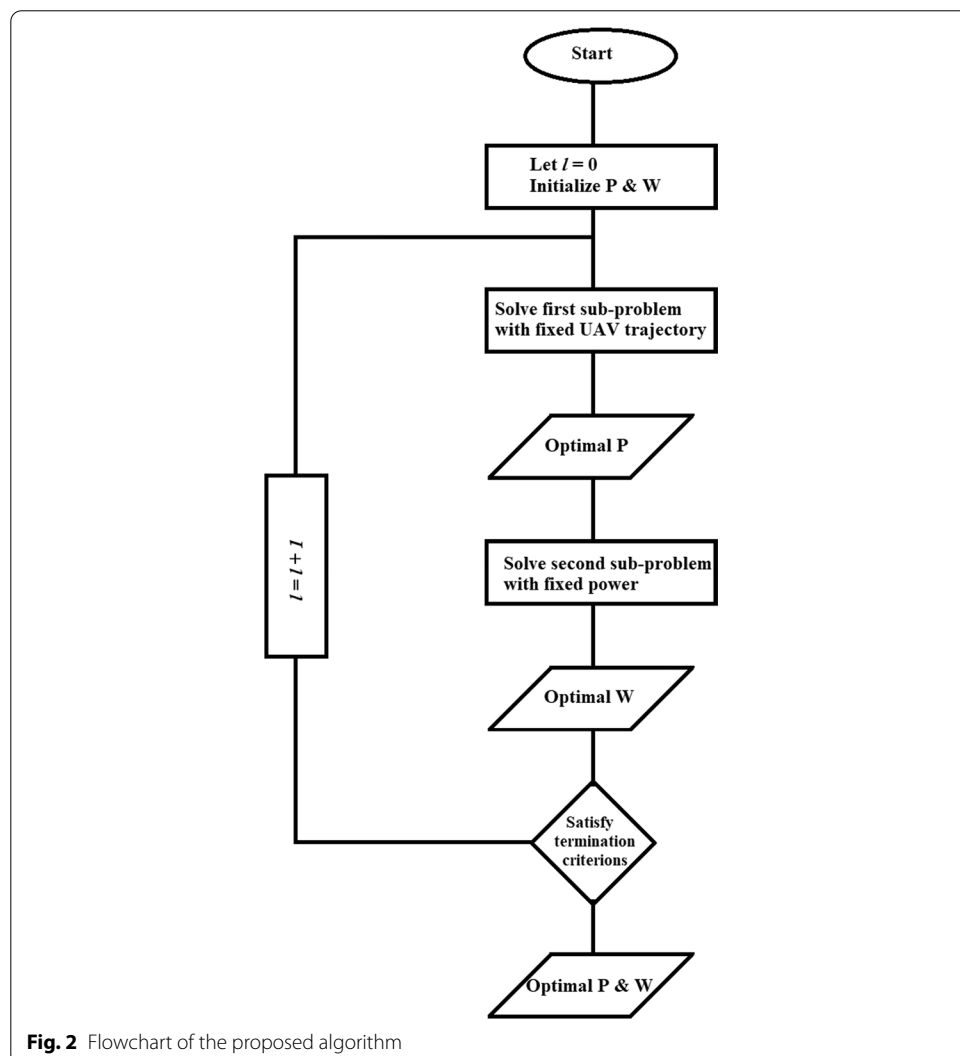 Start
Let l = 0
Initialize P & W
Solve first sub-problem
with fixed UAV trajectory
Optimal P
l = l + 1
Solve second sub-problem
with fixed power
Optimal W
Satisfy
termination
criterions
Optimal P & W
Fig. 2 Flowchart of the proposed algorithm